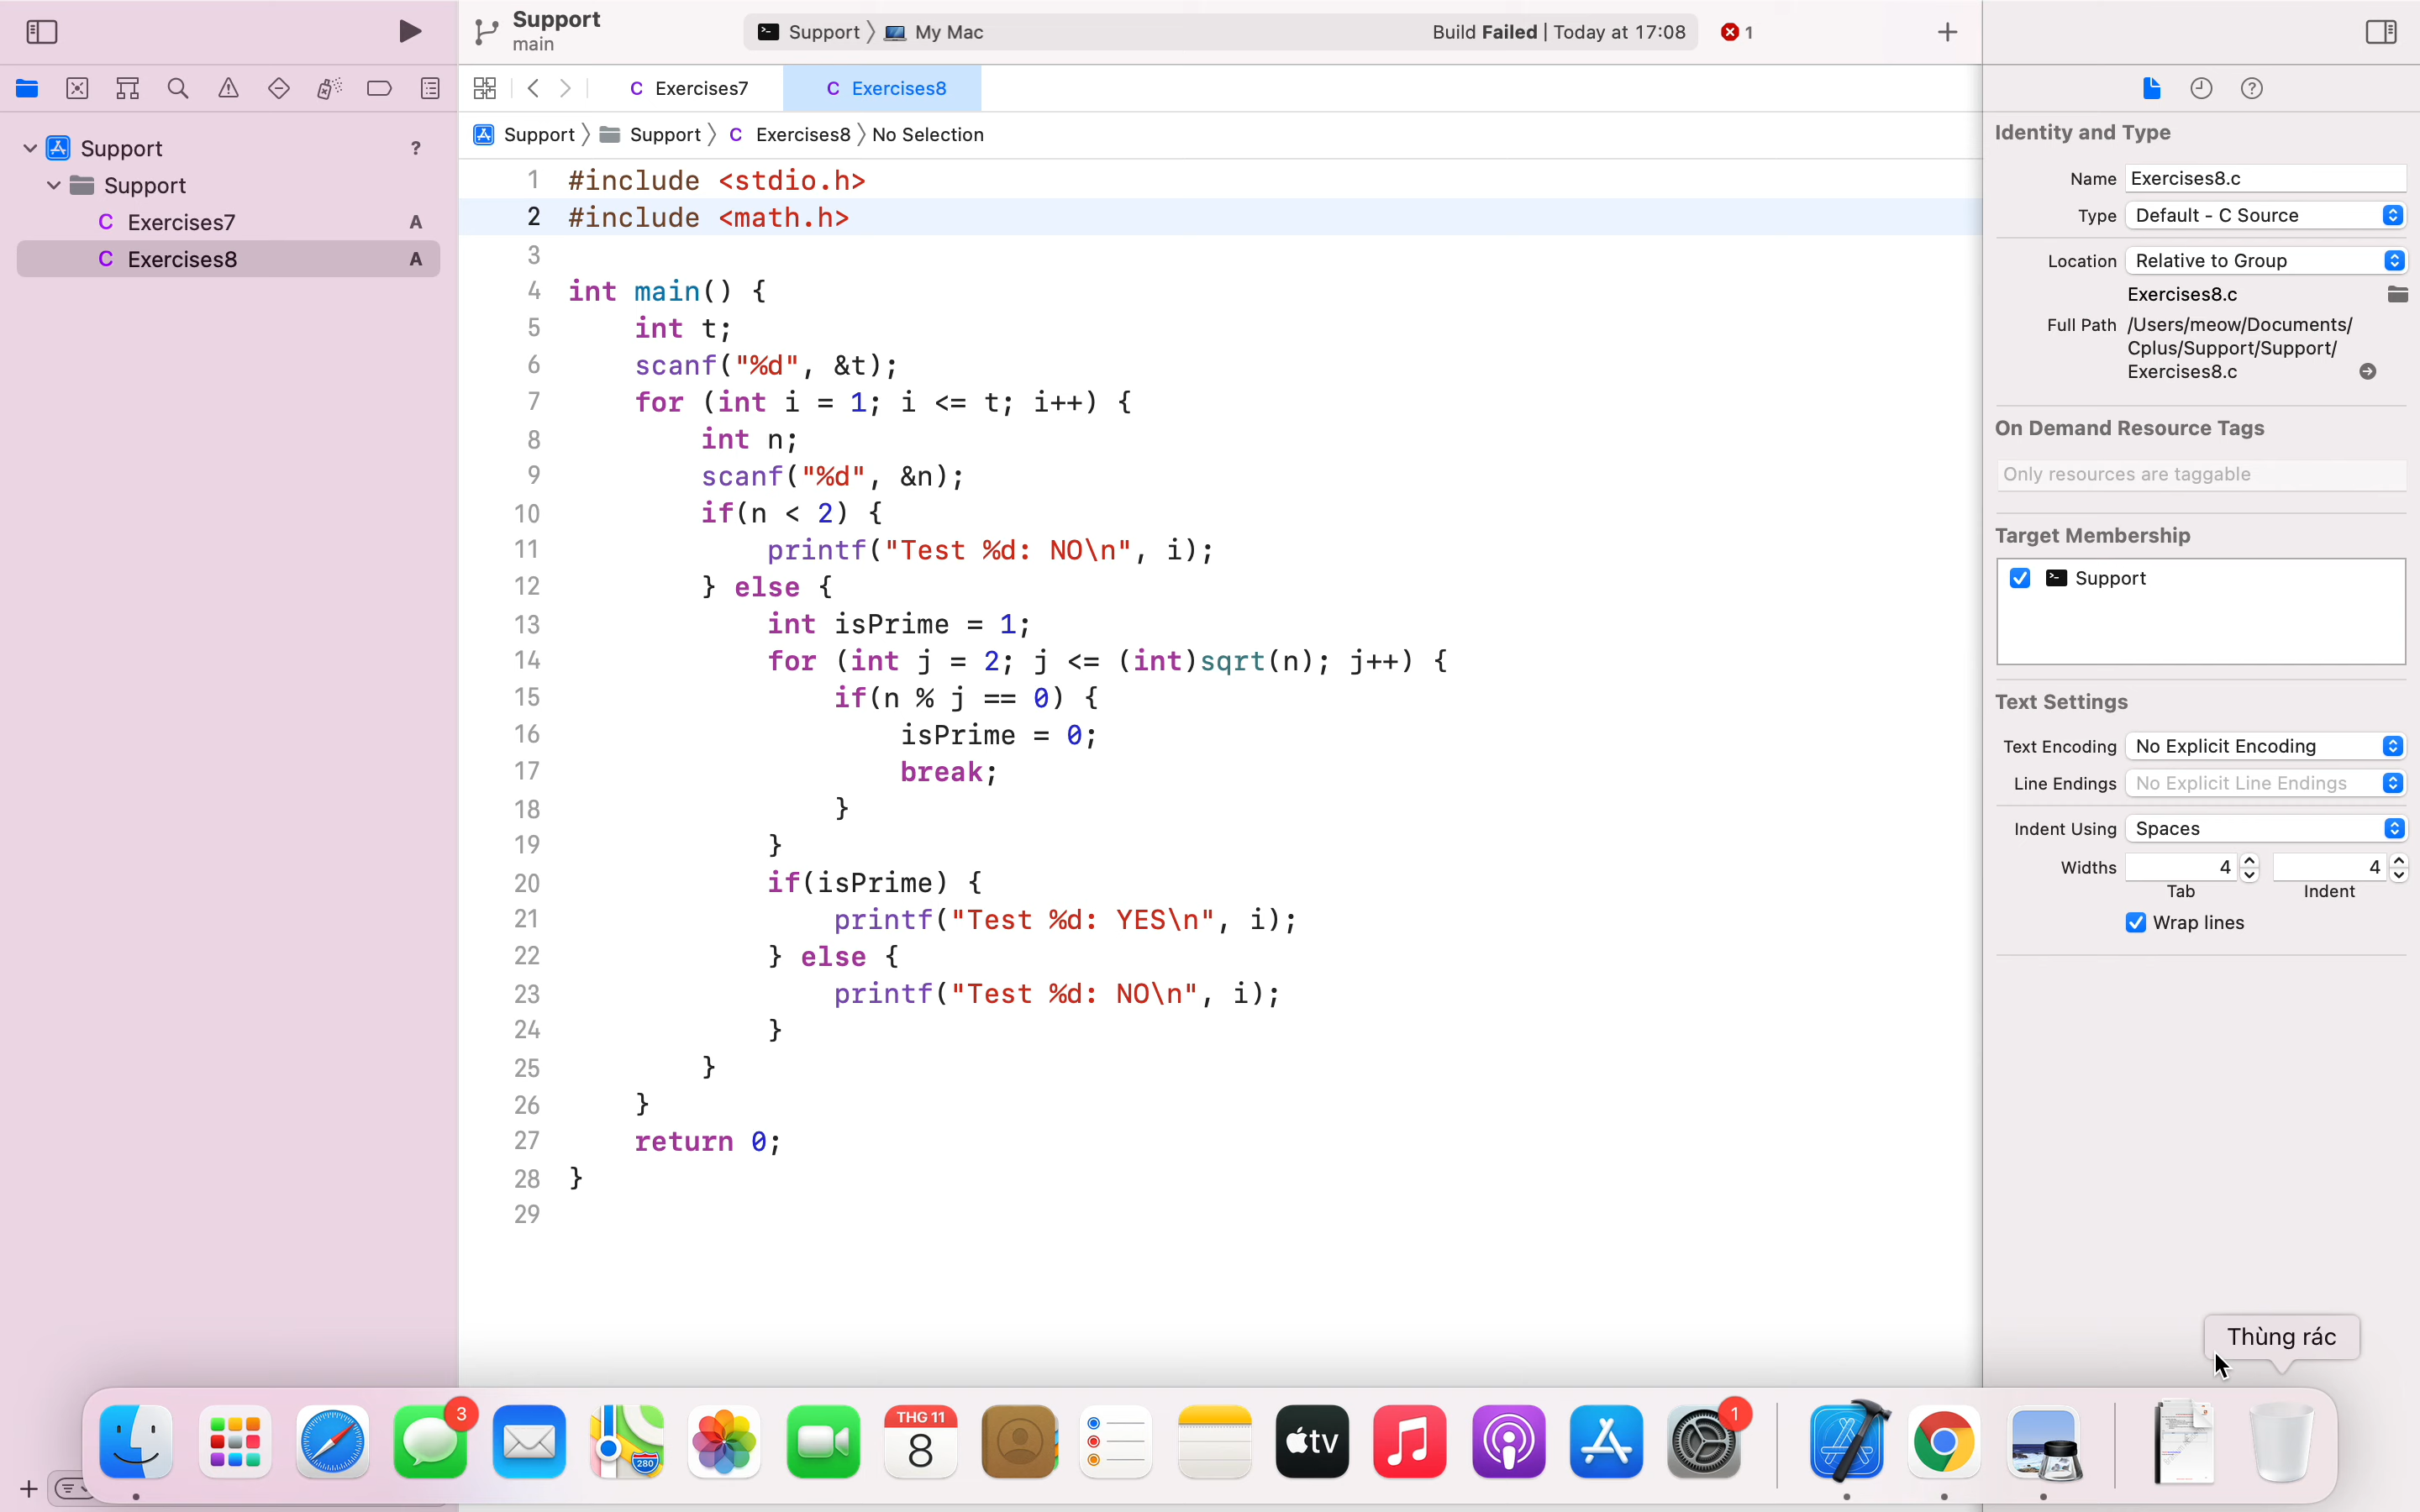 Support
main
Support
My Mac
Build Failed | Today at 17:08
1
Exercises7
Exercises8
Support
Support
Exercises8
No Selection
Support
?
Support
Exercises7
A
Exercises8
A
1 #include <stdio.h>
2 #include <math.h>
3
4 int main() {
5 int t;
6 scanf("%d", &t);
7 for (int i = 1; i <= t; i++) {
8 int n;
9 scanf("%d", &n);
10 if(n < 2) {
11 printf("Test %d: NO\n", i);
12 } else {
13 int isPrime = 1;
14 for (int j = 2; j <= (int)sqrt(n); j++) {
15 if(n % j == 0) {
16 isPrime = 0;
17 break;
18 }
19 }
20 if(isPrime) {
21 printf("Test %d: YES\n", i);
22 } else {
23 printf("Test %d: NO\n", i);
24 }
25 }
26 }
27 return 0;
28 }
29
Identity and Type
Name Exercises8.c
Type Default - C Source
Location Relative to Group
Exercises8.c
Full Path /Users/meow/Documents/
Cplus/Support/Support/
Exercises8.c
On Demand Resource Tags
Only resources are taggable
Target Membership
Support
Text Settings
Text Encoding No Explicit Encoding
Line Endings No Explicit Line Endings
Indent Using Spaces
Widths 4 4
Tab Indent
Wrap lines
Thùng rác
3
280
THG 11
8
tv
1